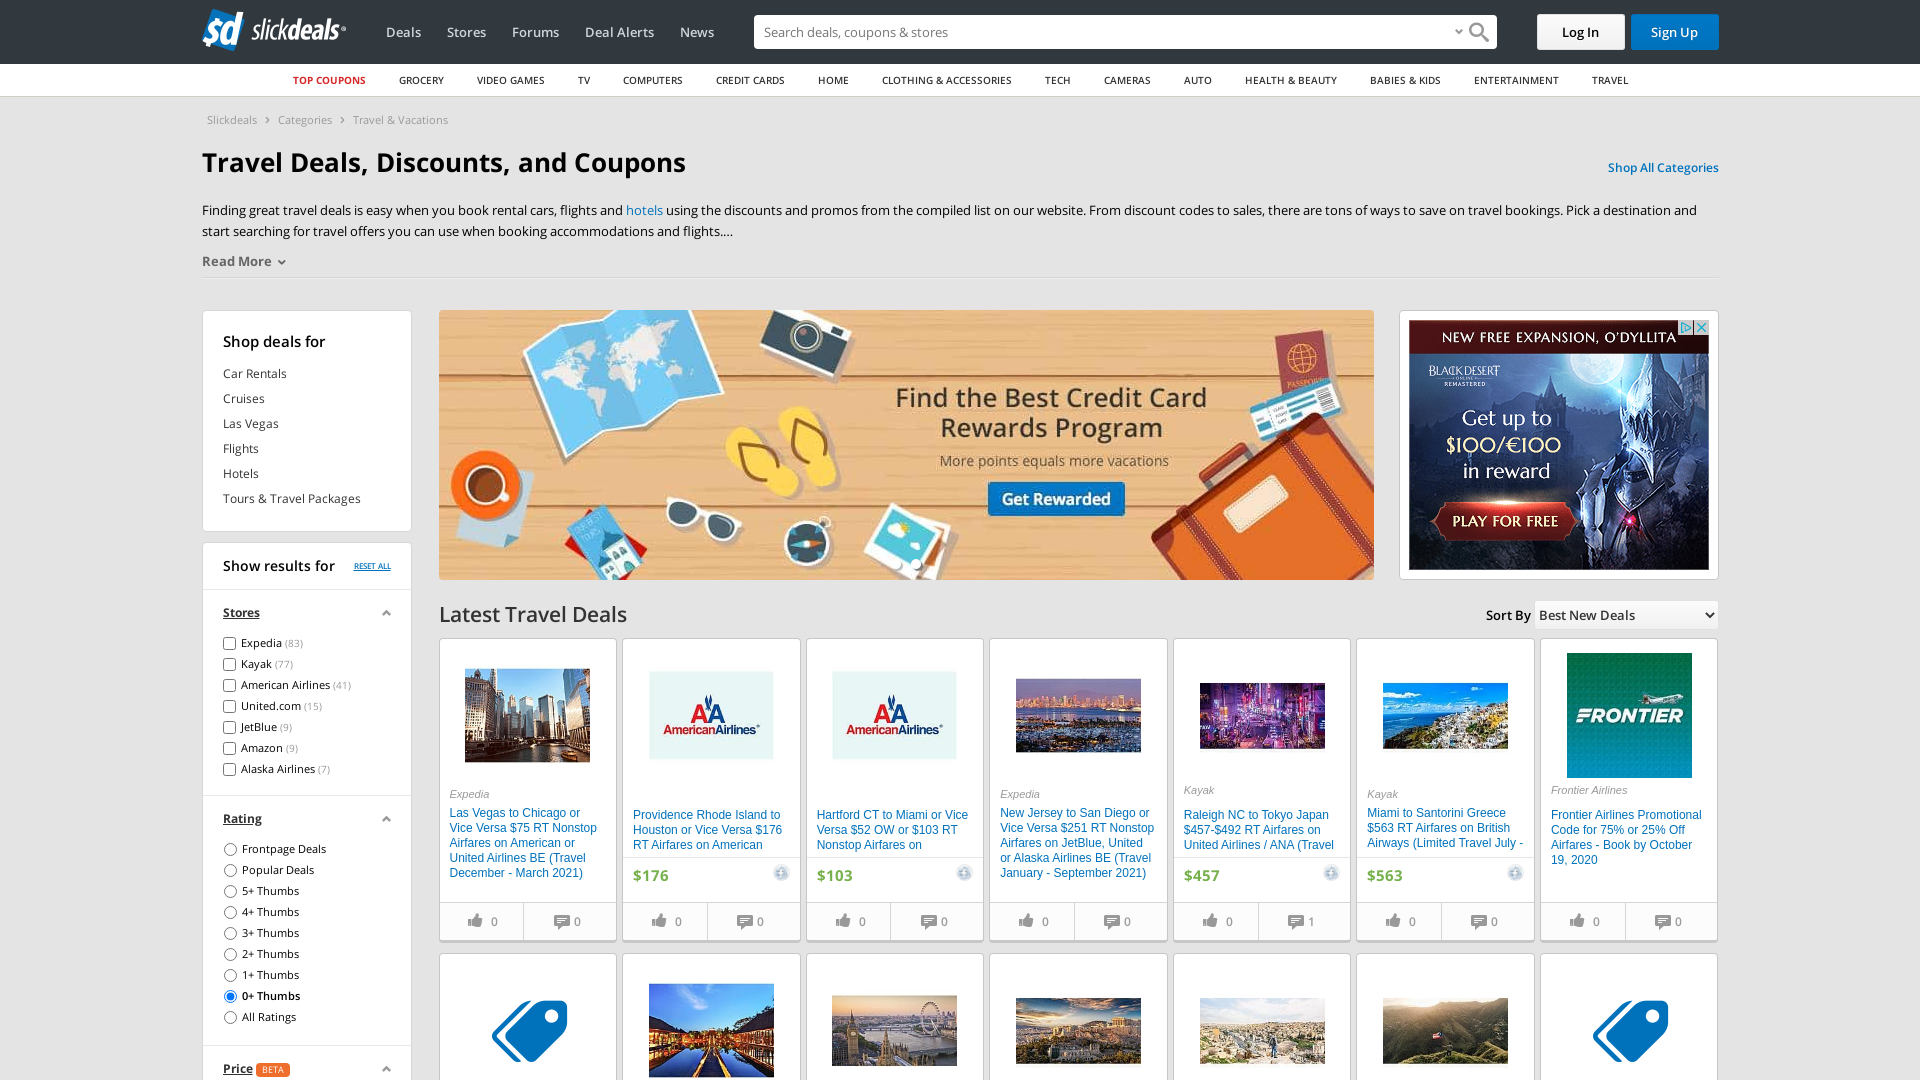 slickdeals
Deals
Stores
Forums
Deal Alerts
News
Search deals, coupons & stores
Log In
Sign Up
TOP COUPONS
GROCERY
VIDEO GAMES
TV
COMPUTERS
CREDIT CARDS
HOME
CLOTHING & ACCESSORIES
TECH
CAMERAS
AUTO
HEALTH & BEAUTY
BABIES & KIDS
ENTERTAINMENT
TRAVEL
Slickdeals > Categories > Travel & Vacations
Travel Deals, Discounts, and Coupons
Shop All Categories
Finding great travel deals is easy when you book rental cars, flights and hotels using the discounts and promos from the compiled list on our website. From discount codes to sales, there are tons of ways to save on travel bookings. Pick a destination and
start searching for travel offers you can use when booking accommodations and flights....
Read More
Shop deals for
Car Rentals
Cruises
Las Vegas
Flights
Hotels
Tours & Travel Packages
Find the Best Credit Card
Rewards Program
More points equals more vacations
Get Rewarded
PASSPORT
NEW FREE EXPANSION, O'DYLLITA
BLACK DESERT
ONLINE
REMASTERED
Get up to
$100/€100
in reward
PLAY FOR FREE
Show results for
RESET ALL
Stores
Expedia (83)
Kayak (77)
American Airlines (41)
United.com (15)
JetBlue (9)
Amazon (9)
Alaska Airlines (7)
Rating
Frontpage Deals
Popular Deals
5+ Thumbs
4+ Thumbs
3+ Thumbs
2+ Thumbs
1+ Thumbs
0+ Thumbs
All Ratings
Price BETA
Latest Travel Deals
Sort By Best New Deals
Expedia
Las Vegas to Chicago or
Vice Versa $75 RT Nonstop
Airfares on American or
United Airlines BE (Travel
December - March 2021)
0
0
AmericanAirlines
Providence Rhode Island to
Houston or Vice Versa $176
RT Airfares on American
$176
0
0
AmericanAirlines
Hartford CT to Miami or Vice
Versa $52 OW or $103 RT
Nonstop Airfares on
$103
0
0
Expedia
New Jersey to San Diego or
Vice Versa $251 RT Nonstop
Airfares on JetBlue, United
or Alaska Airlines BE (Travel
January - September 2021)
0
0
Kayak
Raleigh NC to Tokyo Japan
$457-$492 RT Airfares on
United Airlines / ANA (Travel
$457
0
1
Kayak
Miami to Santorini Greece
$563 RT Airfares on British
Airways (Limited Travel July -
$563
0
0
FRONTIER
Frontier Airlines
Frontier Airlines Promotional
Code for 75% or 25% Off
Airfares - Book by October
19, 2020
0
0